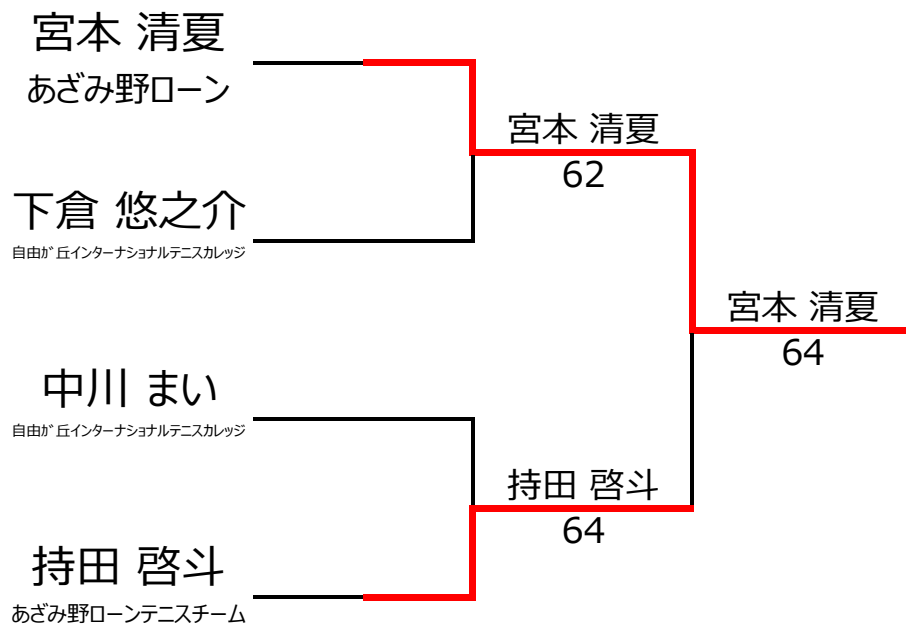 宮本 清夏
あざみ野ローン
宮本 清夏
62
下倉 悠之介
自由が丘インターナショナルテニスカレッジ
宮本 清夏
64
中川 まい
自由が丘インターナショナルテニスカレッジ
持田 啓斗
64
持田 啓斗
あざみ野ローンテニスチーム